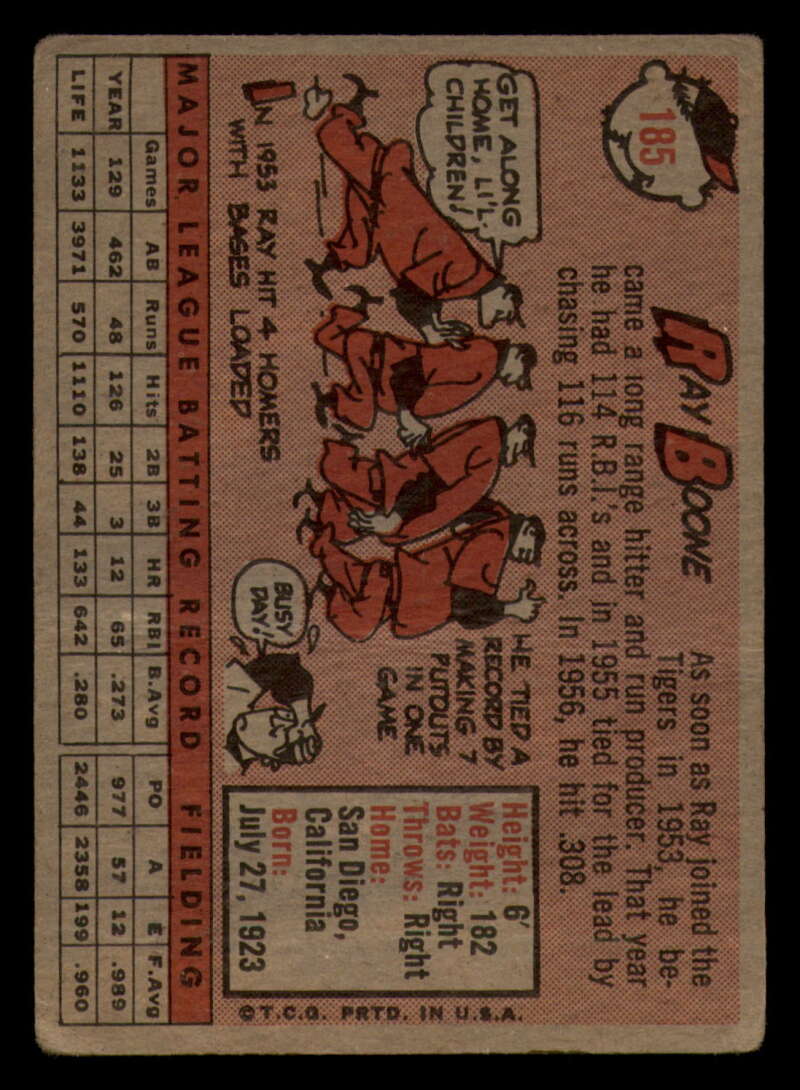 185
RAY BOONE
As soon as Ray joined the
Tigers in 1953, he be-
came a long range hitter and run producer. That year
he had 114 R.B.I.'s and in 1955 tied for the lead by
chasing 116 runs across. In 1956, he hit .308.
GET ALONG
HOME, LI'L
CHILDREN!
IN 1953 RAY HIT 4 HOMERS
WITH BASES LOADED
HE TIED A
RECORD BY
MAKING 7
PUTOUTS
IN ONE
GAME
BUSY
DAY!
Height: 6'
Weight: 182
Bats: Right
Throws: Right
Home:
San Diego,
California
Born:
July 27, 1923
©T.C.G. PRTD. IN U.S.A.
MAJOR LEAGUE BATTING RECORD FIELDING
Games AB Runs Hits 2B 3B HR RBI B.Avg PO A E F.Avg
YEAR 129 462 48 126 25 3 12 65 .273 977 57 12 .989
LIFE 1133 3971 570 1110 138 44 133 642 .280 2446 2358 199 .960